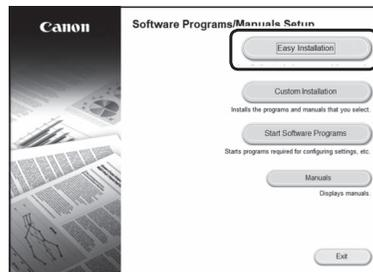 Canon
Software Programs/Manuals Setup
Easy Installation
Custom Installation
Installs the programs and manuals that you select.
Start Software Programs
Starts programs required for configuring settings, etc.
Manuals
Displays manuals.
Exit